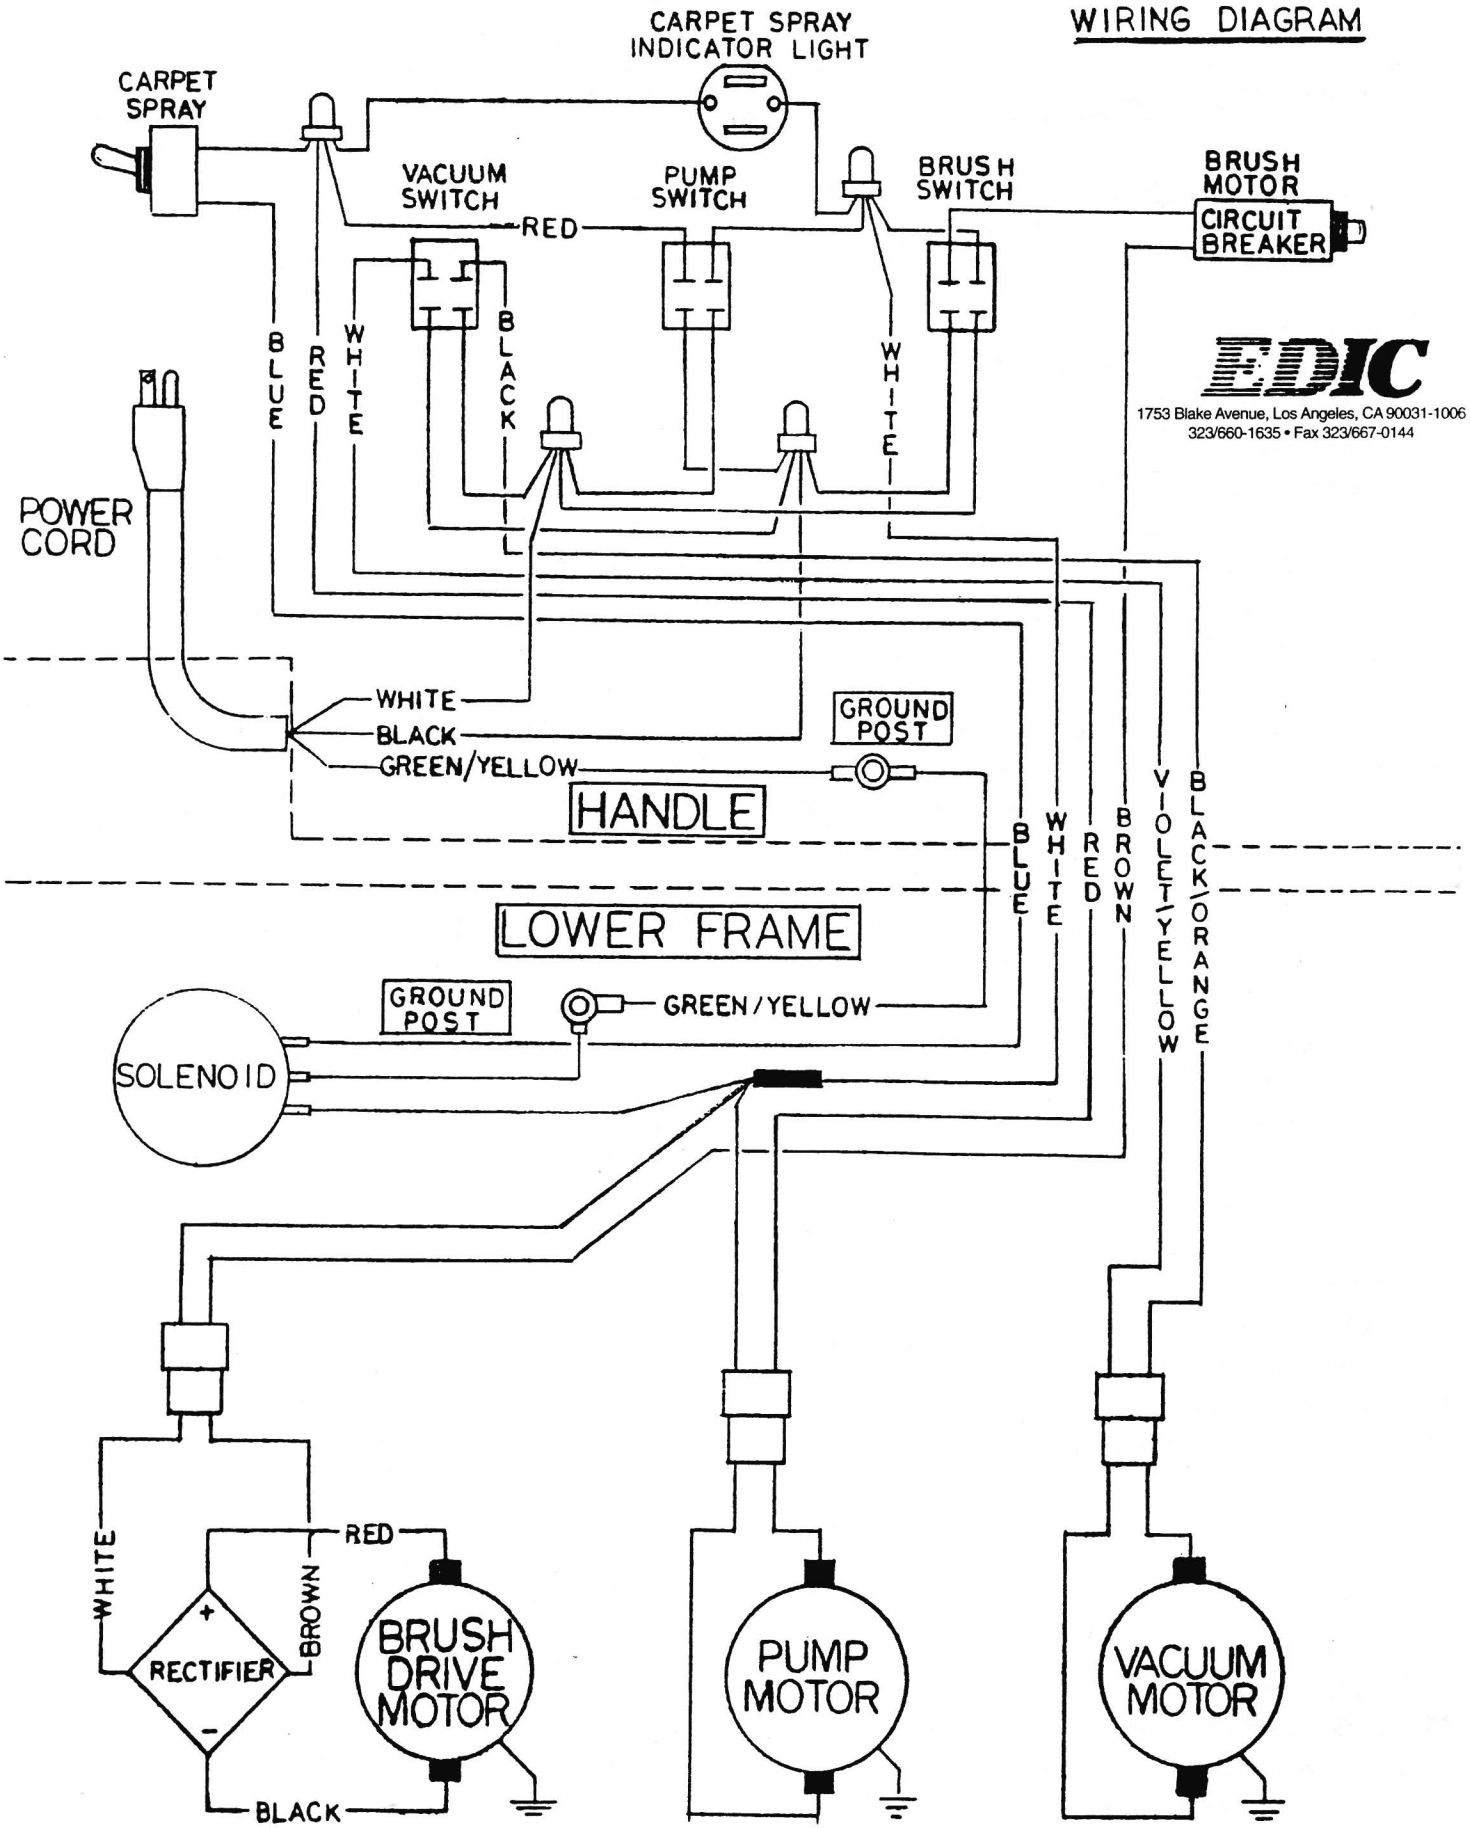 WIRING DIAGRAM
CARPET SPRAY
INDICATOR LIGHT
CARPET
SPRAY
VACUUM
SWITCH
PUMP
SWITCH
BRUSH
SWITCH
BRUSH
MOTOR
CIRCUIT
BREAKER
RED
BLUE
RED
WHITE
BLACK
WHITE
EDIC
1753 Blake Avenue, Los Angeles, CA 90031-1006
323/660-1635 • Fax 323/667-0144
POWER
CORD
WHITE
BLACK
GREEN/YELLOW
GROUND
POST
HANDLE
BLUE
WHITE
RED
BROWN
VIOLET/YELLOW
BLACK/ORANGE
LOWER FRAME
GROUND
POST
GREEN/YELLOW
SOLENOID
WHITE
BROWN
RED
+
RECTIFIER
−
BLACK
BRUSH
DRIVE
MOTOR
PUMP
MOTOR
VACUUM
MOTOR